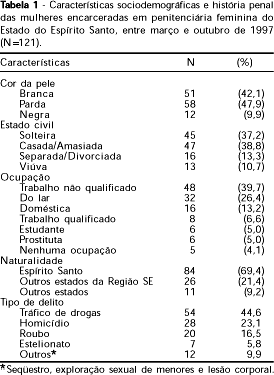 Tabela 1 - Características sociodemográficas e história penal
das mulheres encarceradas em penitenciária feminina do
Estado do Espírito Santo, entre março e outubro de 1997
(N=121).
Características N (%)
Cor da pele
Branca 51 (42,1)
Parda 58 (47,9)
Negra 12 (9,9)
Estado civil
Solteira 45 (37,2)
Casada/Amasiada 47 (38,8)
Separada/Divorciada 16 (13,3)
Viúva 13 (10,7)
Ocupação
Trabalho não qualificado 48 (39,7)
Do lar 32 (26,4)
Doméstica 16 (13,2)
Trabalho qualificado 8 (6,6)
Estudante 6 (5,0)
Prostituta 6 (5,0)
Nenhuma ocupação 5 (4,1)
Naturalidade
Espírito Santo 84 (69,4)
Outros estados da Região SE 26 (21,4)
Outros estados 11 (9,2)
Tipo de delito
Tráfico de drogas 54 44,6
Homicídio 28 23,1
Roubo 20 16,5
Estelionato 7 5,8
Outros* 12 9,9
*Seqüestro, exploração sexual de menores e lesão corporal.